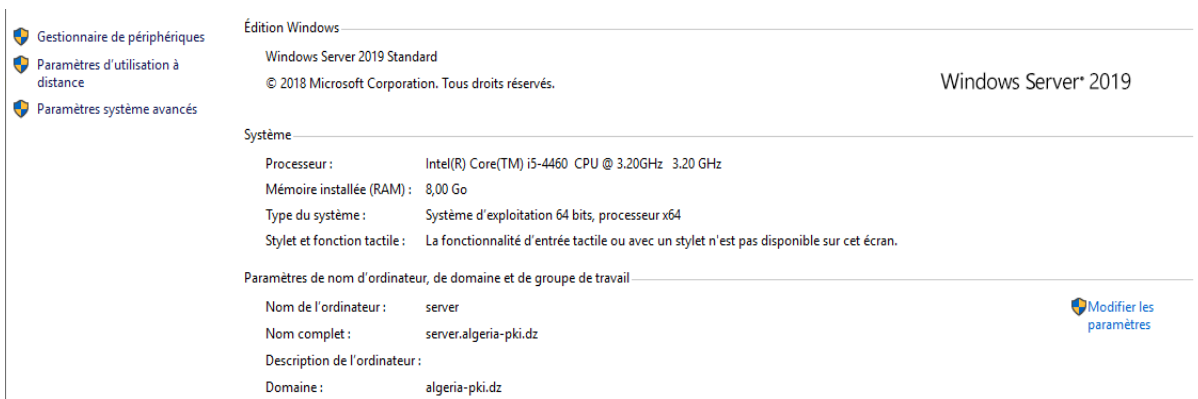 Gestionnaire de périphériques
Paramètres d'utilisation à
distance
Paramètres système avancés
Édition Windows
Windows Server 2019 Standard
© 2018 Microsoft Corporation. Tous droits réservés.
Windows Server® 2019
Système
Processeur : Intel(R) Core(TM) i5-4460 CPU @ 3.20GHz 3.20 GHz
Mémoire installée (RAM) : 8,00 Go
Type du système : Système d'exploitation 64 bits, processeur x64
Stylet et fonction tactile : La fonctionnalité d'entrée tactile ou avec un stylet n'est pas disponible sur cet écran.
Paramètres de nom d'ordinateur, de domaine et de groupe de travail
Nom de l'ordinateur : server
Nom complet : server.algeria-pki.dz
Description de l'ordinateur :
Domaine : algeria-pki.dz
Modifier les
paramètres